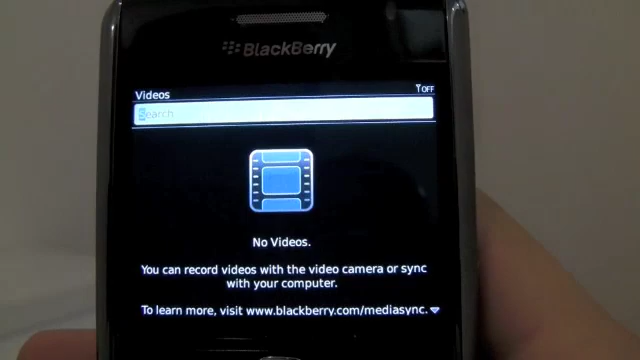 BlackBerry
Videos
OFF
Search
No Videos.
You can record videos with the video camera or sync
with your computer.
To learn more, visit www.blackberry.com/mediasync.